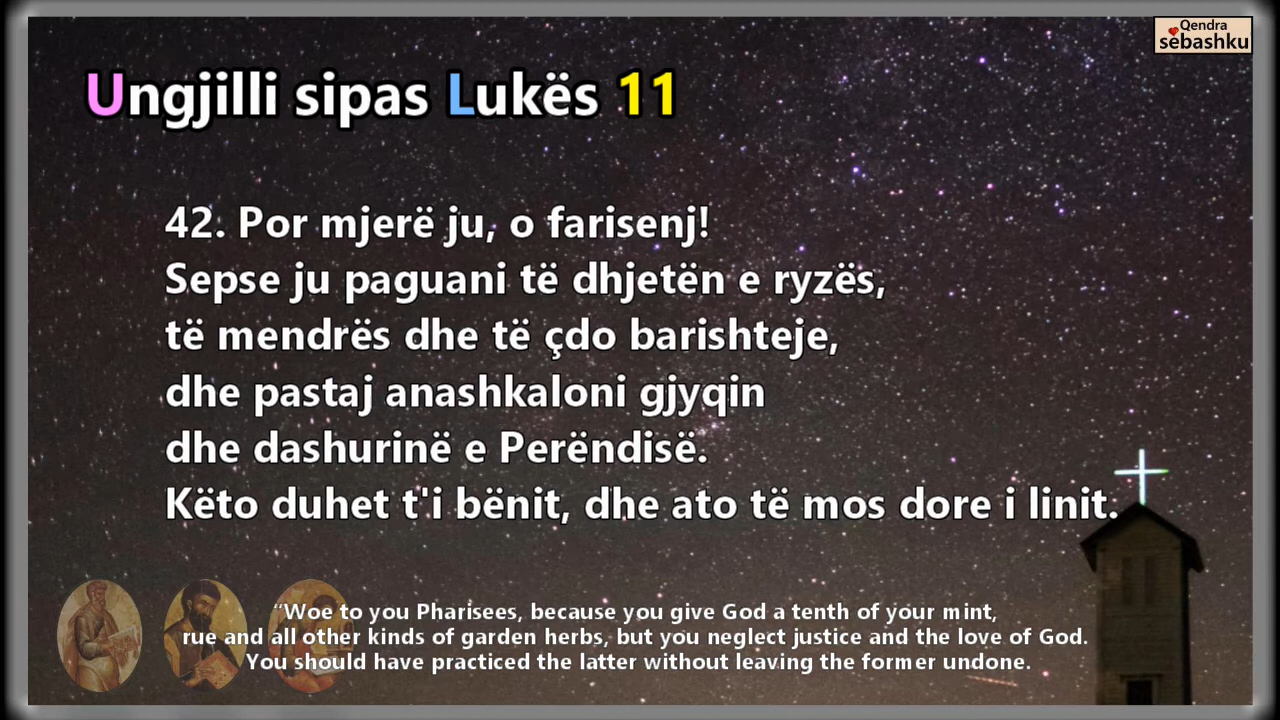 Qendra
sëbashku
Ungjilli sipas Lukës 11
42. Por mjerë ju, o farisenj!
Sepse ju paguani të dhjetën e ryzës,
të mendrës dhe të çdo barishteje,
dhe pastaj anashkaloni gjyqin
dhe dashurinë e Perëndisë.
Këto duhet t'i bënit, dhe ato të mos dore i linit.
“Woe to you Pharisees, because you give God a tenth of your mint,
rue and all other kinds of garden herbs, but you neglect justice and the love of God.
You should have practiced the latter without leaving the former undone.